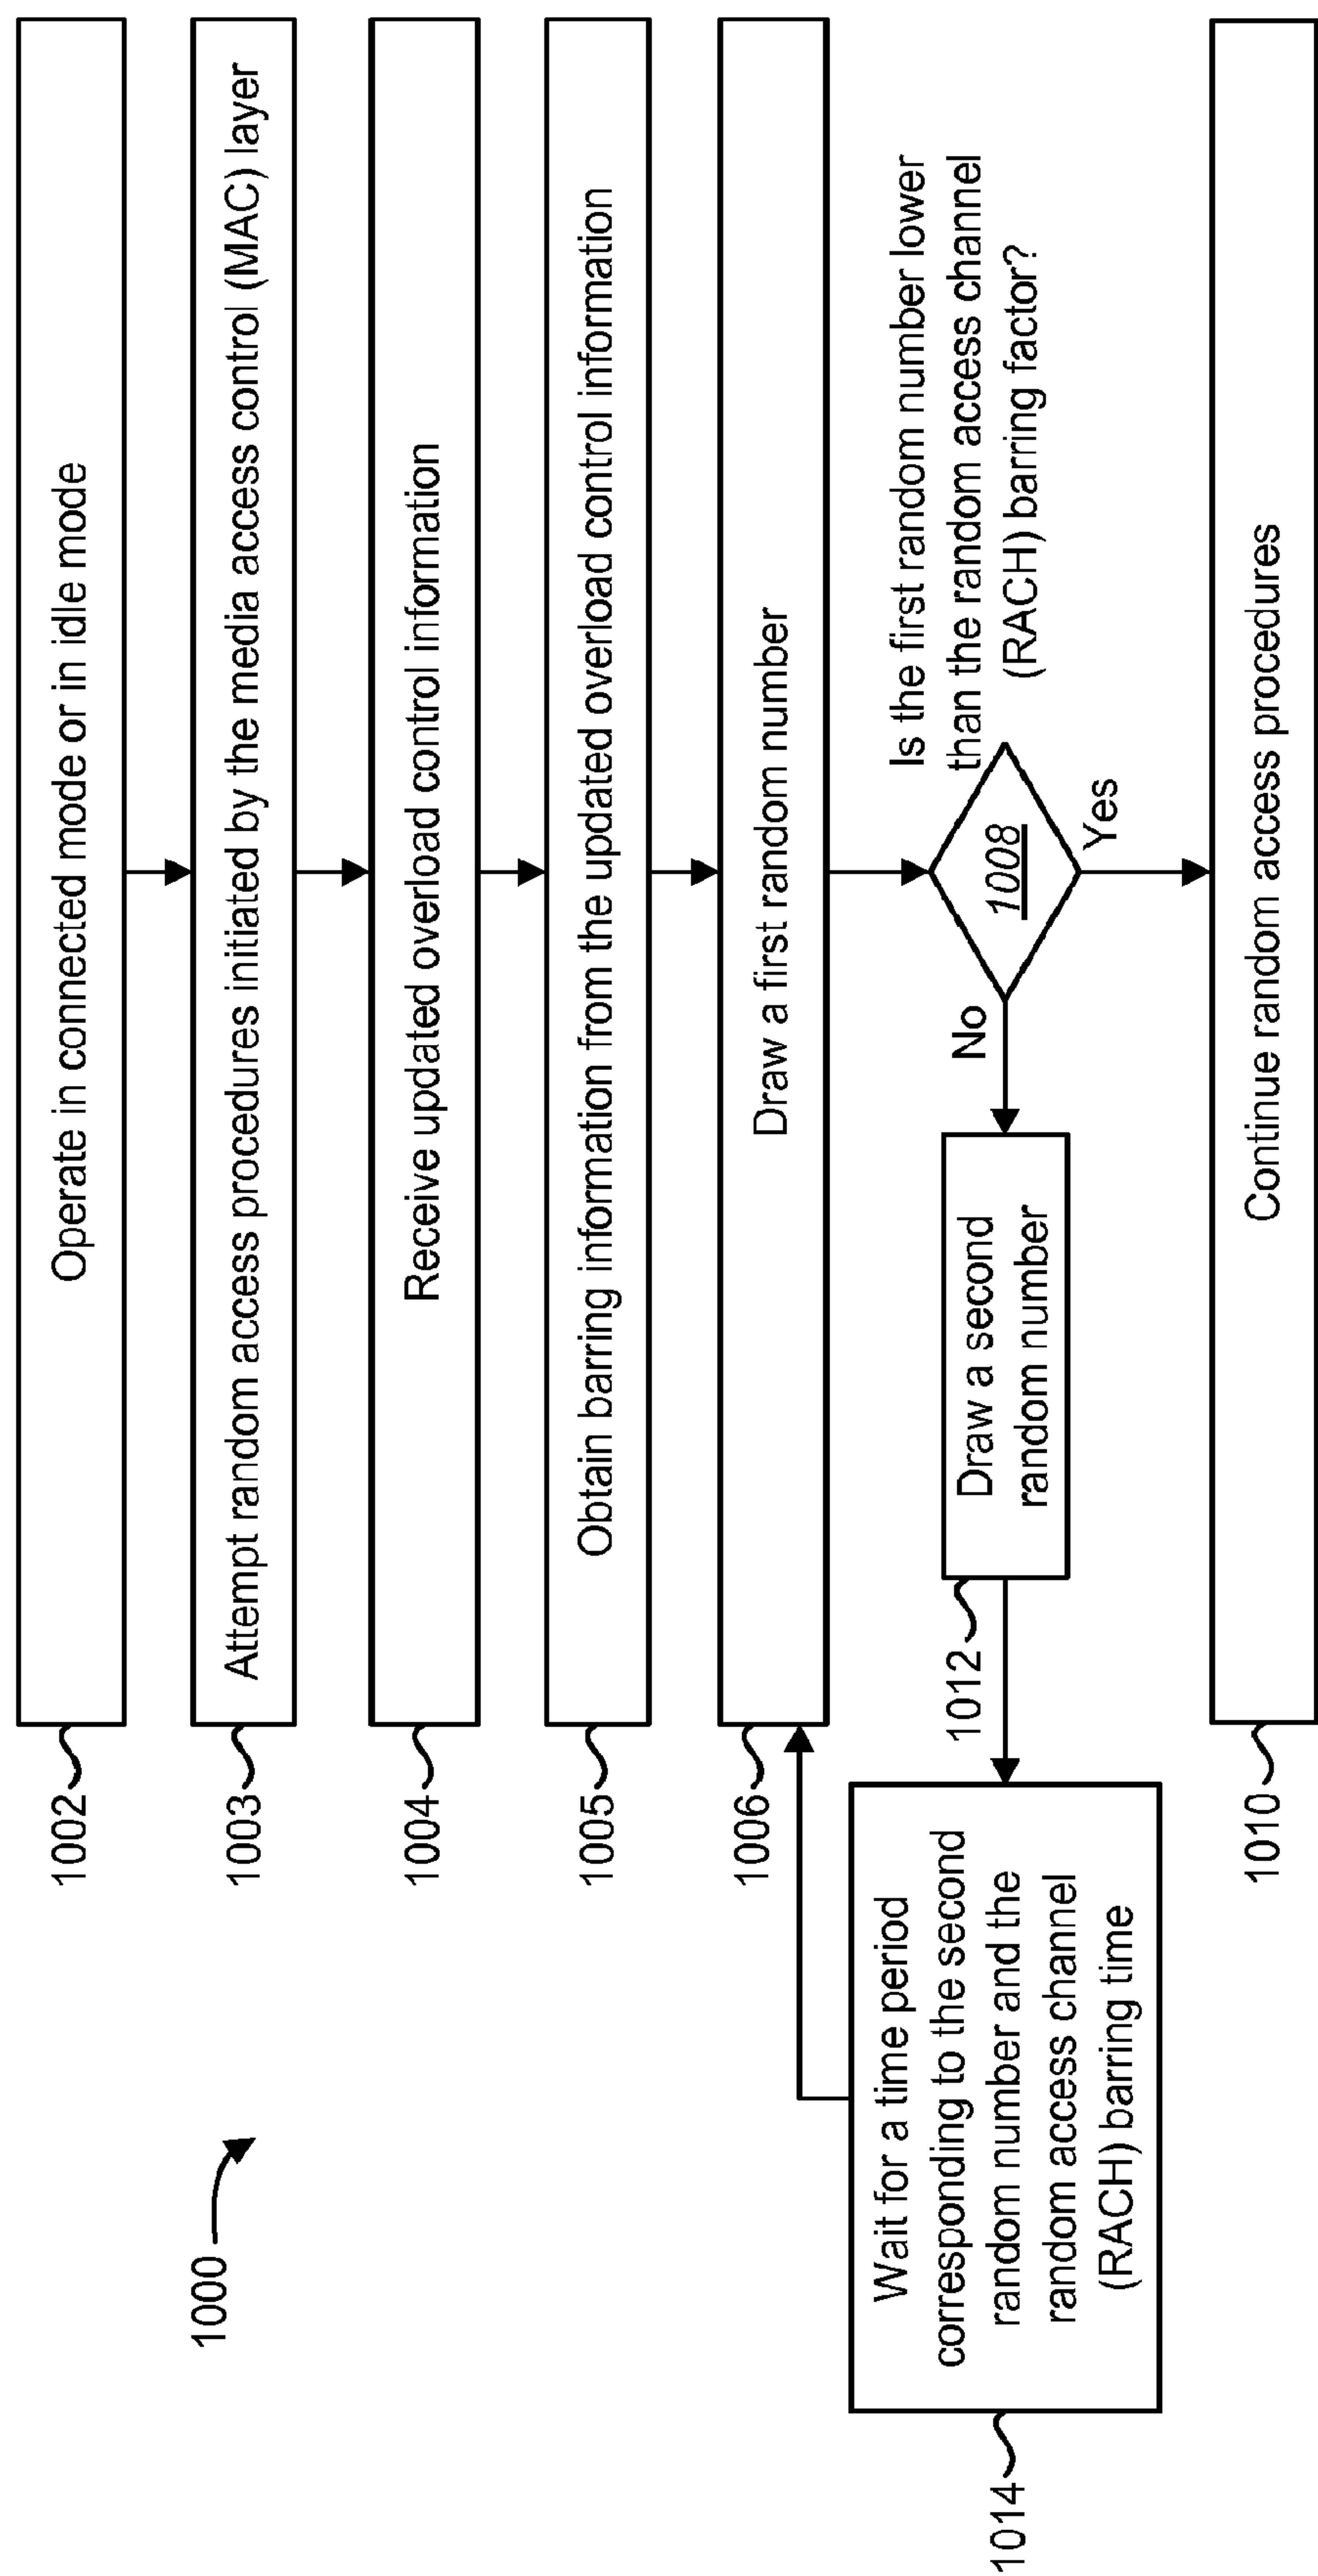 1000
1002
Operate in connected mode or in idle mode
1003
Attempt random access procedures initiated by the media access control (MAC) layer
1004
Receive updated overload control information
1005
Obtain barring information from the updated overload control information
1006
Draw a first random number
Is the first random number lower
than the random access channel
(RACH) barring factor?
1008
No
Yes
1012
Draw a second
random number
1014
Wait for a time period
corresponding to the second
random number and the
random access channel
(RACH) barring time
1010
Continue random access procedures